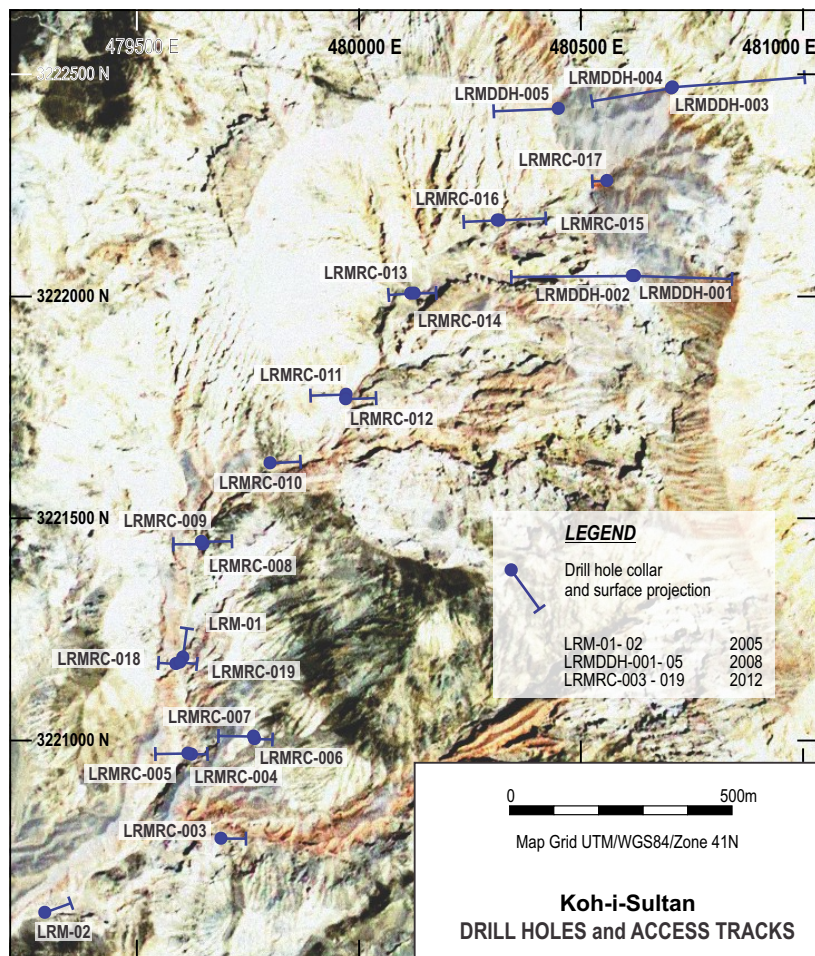 479500 E
480000 E
480500 E
481000 E
3222500 N
LRMDDH-004
LRMDDH-005
LRMDDH-003
LRMRC-017
LRMRC-016
LRMRC-015
LRMRC-013
LRMDDH-002
LRMDDH-001
3222000 N
LRMRC-014
LRMRC-011
LRMRC-012
LRMRC-010
3221500 N
LRMRC-009
LRMRC-008
LEGEND
Drill hole collar
and surface projection
LRM-01- 02 2005
LRMDDH-001- 05 2008
LRMRC-003 - 019 2012
LRM-01
LRMRC-018
LRMRC-019
LRMRC-007
3221000 N
LRMRC-006
LRMRC-005
LRMRC-004
LRMRC-003
LRM-02
0 500m
Map Grid UTM/WGS84/Zone 41N
Koh-i-Sultan
DRILL HOLES and ACCESS TRACKS